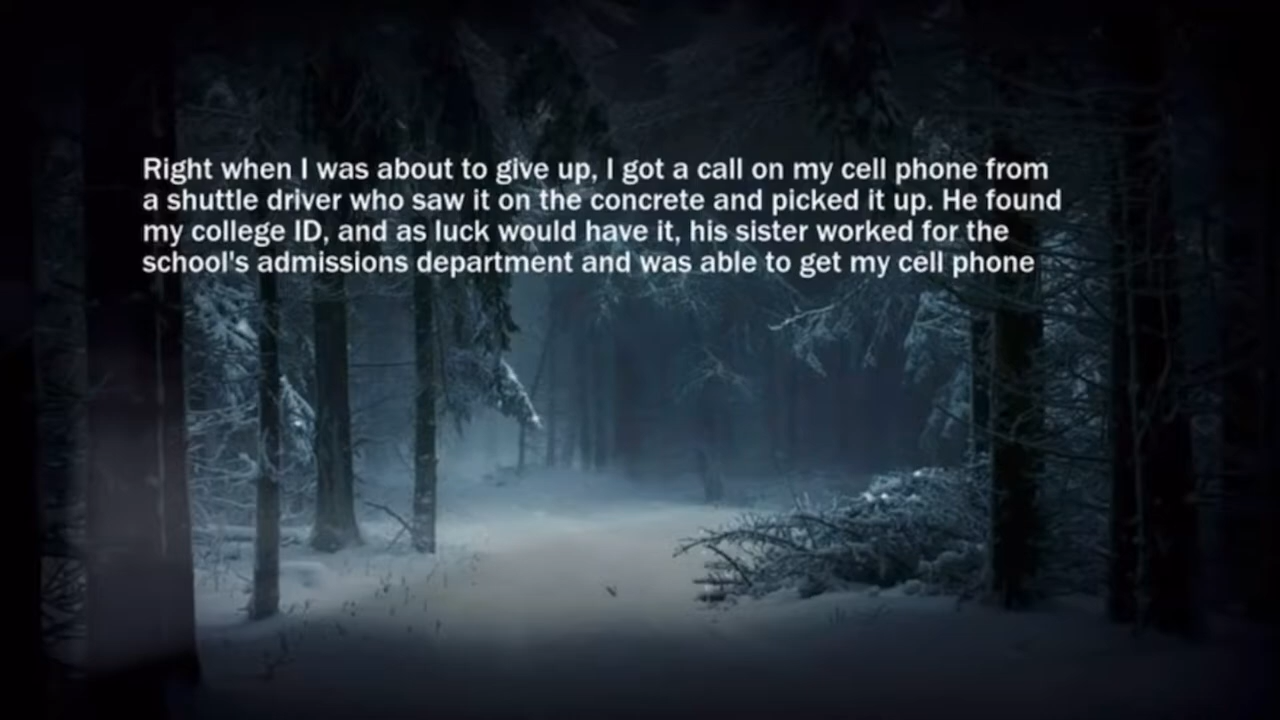 Right when I was about to give up, I got a call on my cell phone from
a shuttle driver who saw it on the concrete and picked it up. He found
my college ID, and as luck would have it, his sister worked for the
school's admissions department and was able to get my cell phone